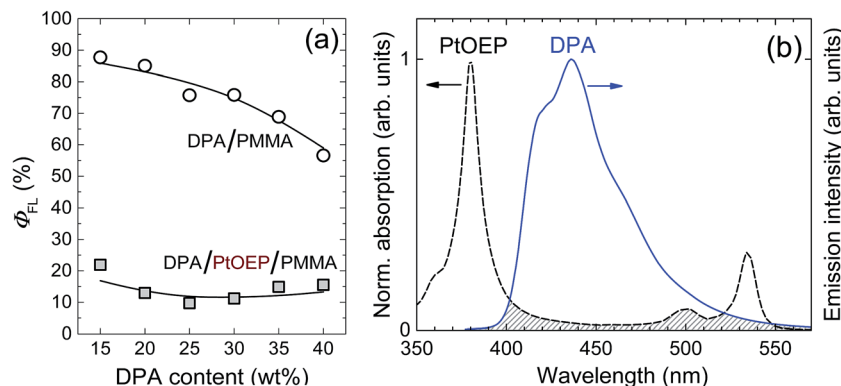 (a)
100
90
80
70
60
50
40
30
20
10
0
Φ_FL (%)
DPA/PMMA
DPA/PtOEP/PMMA
15 20 25 30 35 40
DPA content (wt%)
(b)
PtOEP
DPA
1
0
Norm. absorption (arb. units)
Emission intensity (arb. units)
350 400 450 500 550
Wavelength (nm)